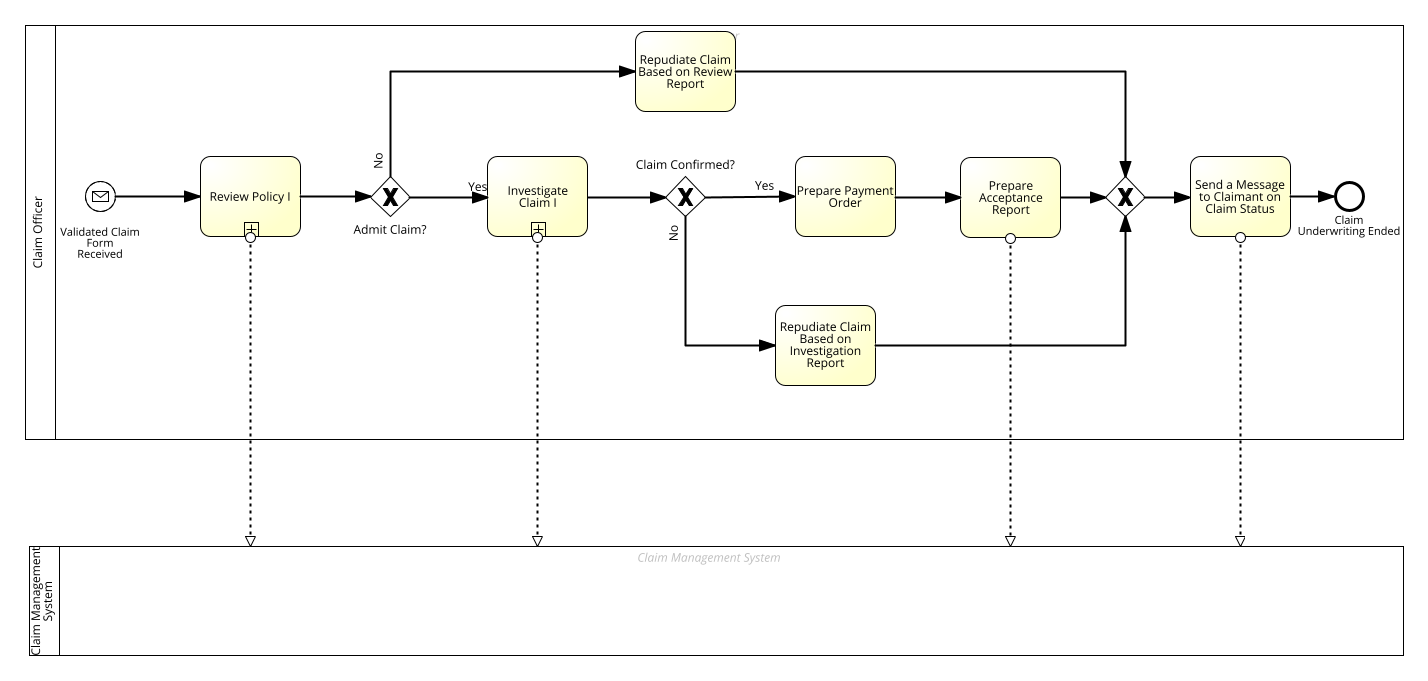 Repudiate Claim
Based on Review
Report
No
Claim Confirmed?
Claim Officer
Review Policy I
Yes
Investigate
Claim I
Yes
Prepare Payment
Order
Prepare
Acceptance
Report
Send a Message
to Claimant on
Claim Status
Validated Claim
Form
Received
Admit Claim?
No
Claim
Underwriting Ended
Repudiate Claim
Based on
Investigation
Report
Claim Management
System
Claim Management System